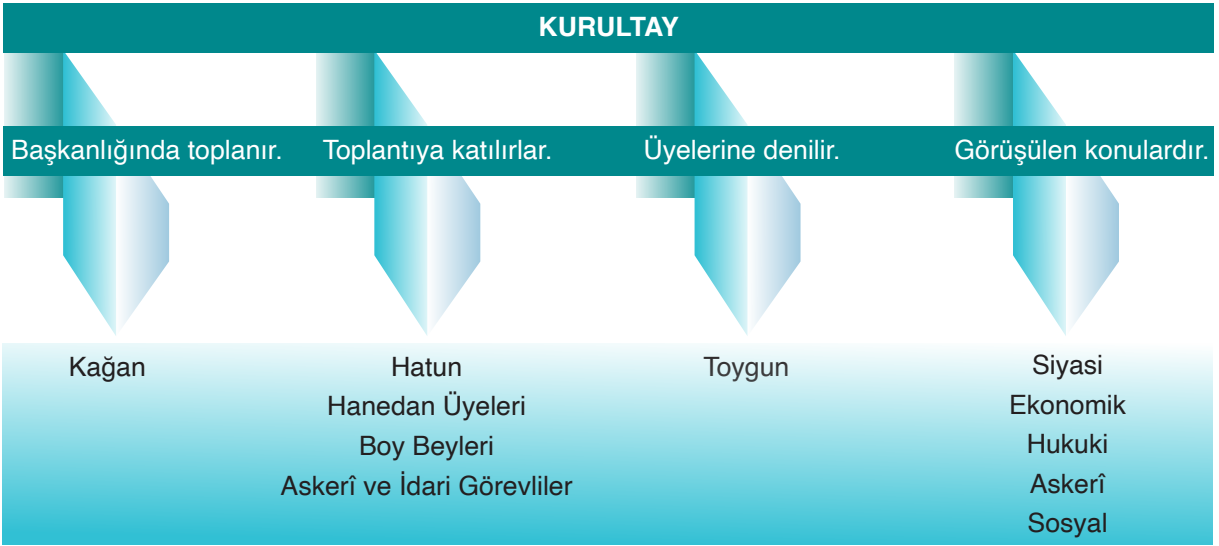 KURULTAY
Başkanlığında toplanır.
Toplantıya katılırlar.
Üyelerine denilir.
Görüşülen konulardır.
Kağan
Hatun
Hanedan Üyeleri
Boy Beyleri
Askerî ve İdari Görevliler
Toygun
Siyasi
Ekonomik
Hukuki
Askerî
Sosyal